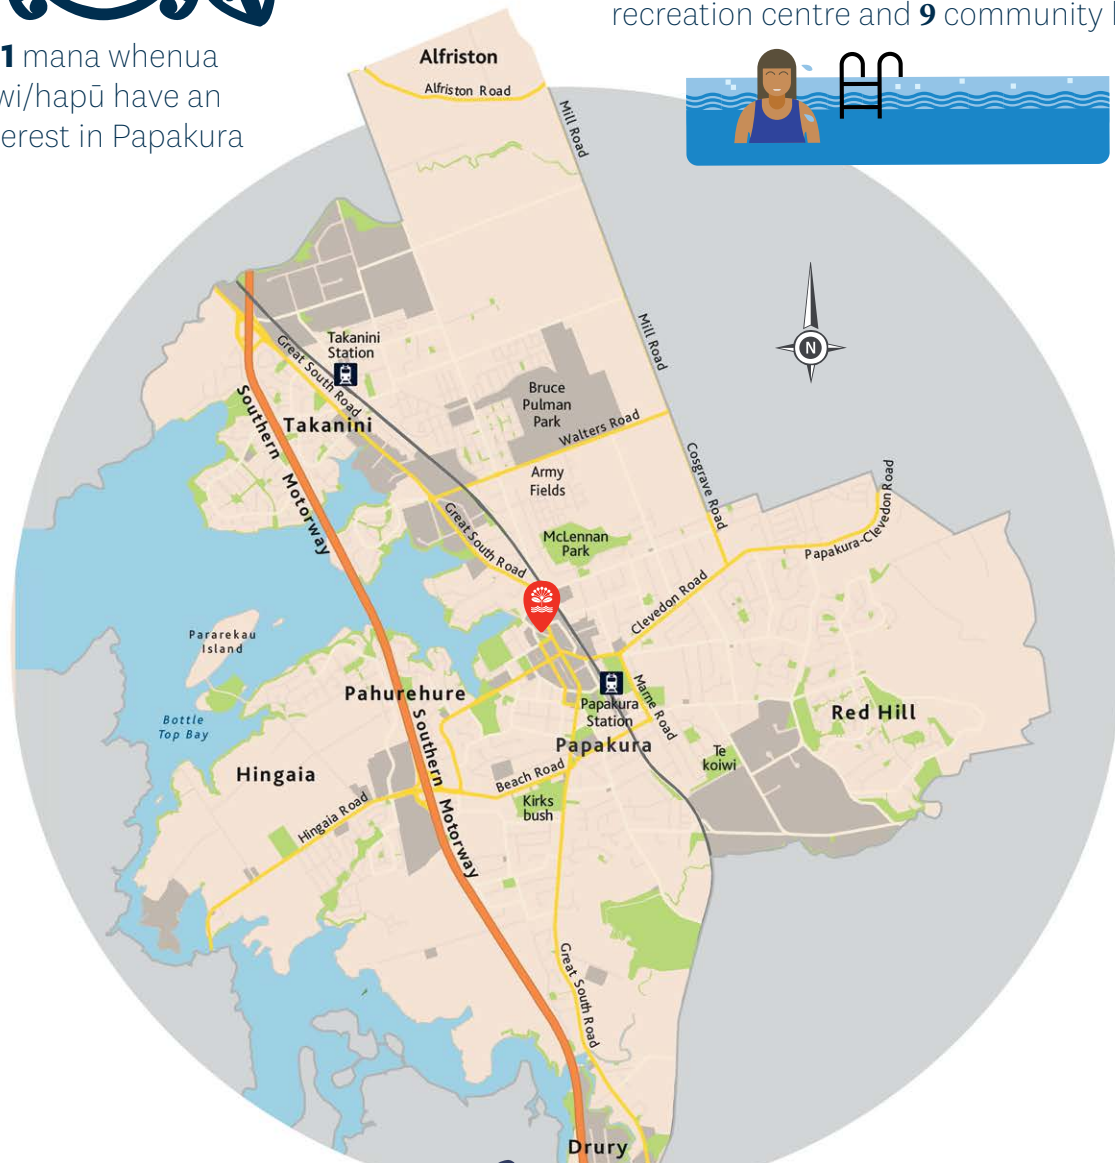 recreation centre and 9 community
1 mana whenua
wi/hapū have an
erest in Papakura
Alfriston
Alfriston Road
Mill Road
N
Takanini
Station
Mill Road
Great South Road
Bruce
Pulman
Park
Southern Motorway
Takanini
Walters Road
Army
Fields
Cosgrave Road
Papakura-Clevedon Road
Great South Road
McLennan
Park
Clevedon Road
Pararekau
Island
Pahurehure
Papakura
Station
Marne Road
Red Hill
Bottle
Top Bay
Southern Motorway
Papakura
Te
koiwi
Hingaia
Beach Road
Hingaia Road
Kirks
bush
Great South Road
Drury